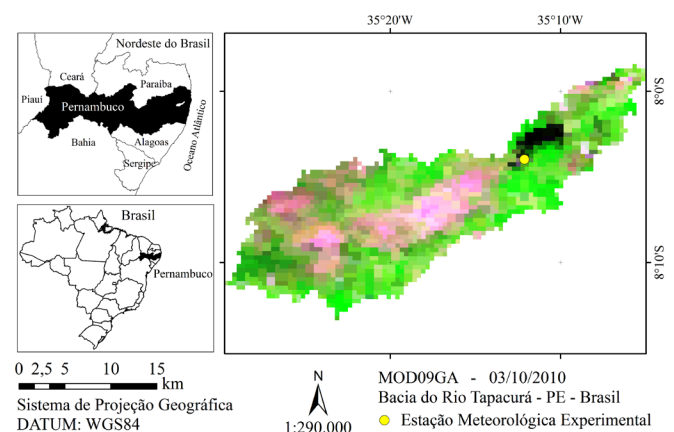 35°20'W 35°10'W
Nordeste do Brasil
Ceará
Paraíba
Piauí
Pernambuco
Bahia
Alagoas
Sergipe
Oceano Atlântico
8°0'S
8°10'S
Brasil
Pernambuco
0 2,5 5 10 15
km
Sistema de Projeção Geográfica
DATUM: WGS84
N
1:290.000
MOD09GA - 03/10/2010
Bacia do Rio Tapacurá - PE - Brasil
Estação Meteorológica Experimental